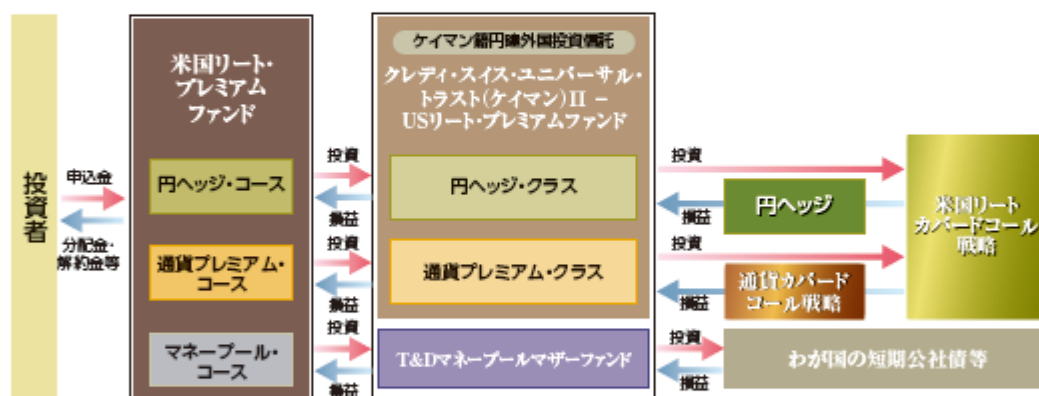 投資者
申込金
分配金・
解約金等
米国リート・
プレミアム
ファンド
円ヘッジ・コース
通貨プレミアム・
コース
マネープール・
コース
投資
損益
投資
損益
投資
損益
ケイマン籍円建外国投資信託
クレディ・スイス・ユニバーサル・
トラスト(ケイマン)II −
USリート・プレミアムファンド
円ヘッジ・クラス
通貨プレミアム・クラス
T&Dマネープールマザーファンド
投資
損益
円ヘッジ
投資
損益
通貨カバード
コール戦略
投資
損益
米国リート
カバードコール
戦略
わが国の短期公社債等